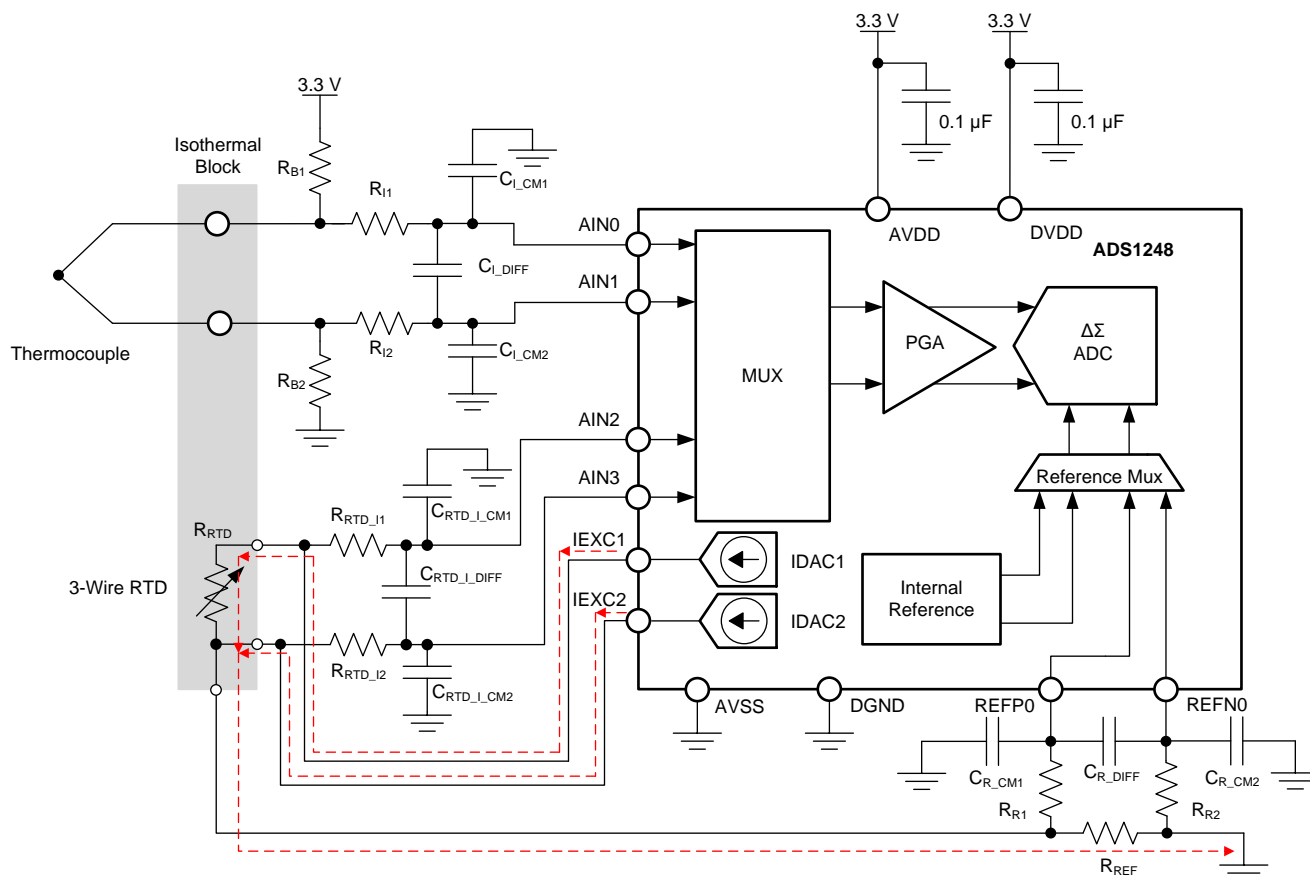 3.3 V
3.3 V
3.3 V
0.1 µF
0.1 µF
Isothermal
Block
R_B1
R_I1
C_I_CM1
AIN0
AVDD
DVDD
ADS1248
C_I_DIFF
AIN1
Thermocouple
R_I2
C_I_CM2
R_B2
MUX
PGA
ΔΣ
ADC
AIN2
AIN3
Reference Mux
C_RTD_I_CM1
R_RTD
R_RTD_I1
IEXC1
IDAC1
3-Wire RTD
C_RTD_I_DIFF
Internal
Reference
IEXC2
IDAC2
R_RTD_I2
C_RTD_I_CM2
AVSS
DGND
REFP0
REFN0
C_R_CM1
C_R_DIFF
C_R_CM2
R_R1
R_R2
R_REF